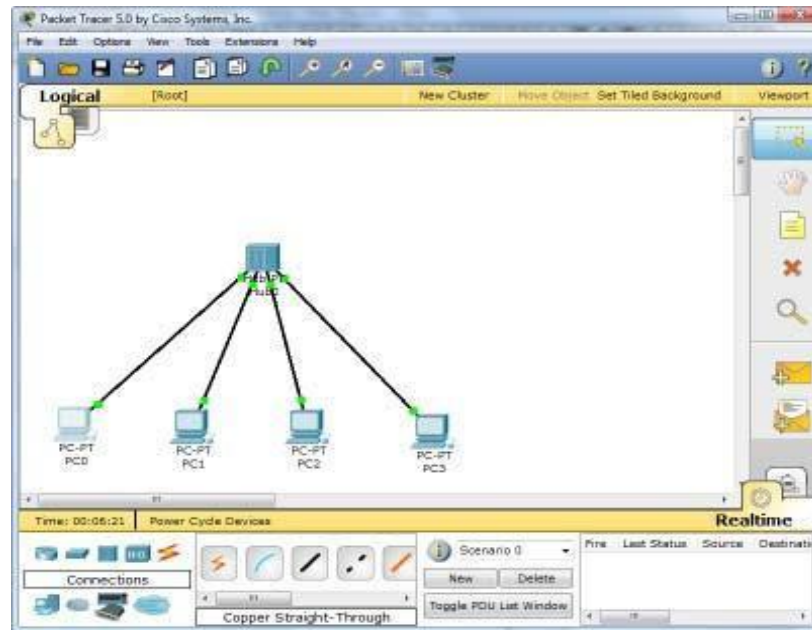 Packet Tracer 5.0 by Cisco Systems, Inc.
File Edit Options View Tools Extensions Help
Logical [Root] New Cluster Move Object Set Tiled Background Viewport
Hub-PT
PC-PT
PC0
PC-PT
PC1
PC-PT
PC2
PC-PT
PC3
Time: 00:06:21 Power Cycle Devices Realtime
Scenario 0
Fire Last Status Source Destinati
Connections
New Delete
Toggle PDU List Window
Copper Straight-Through